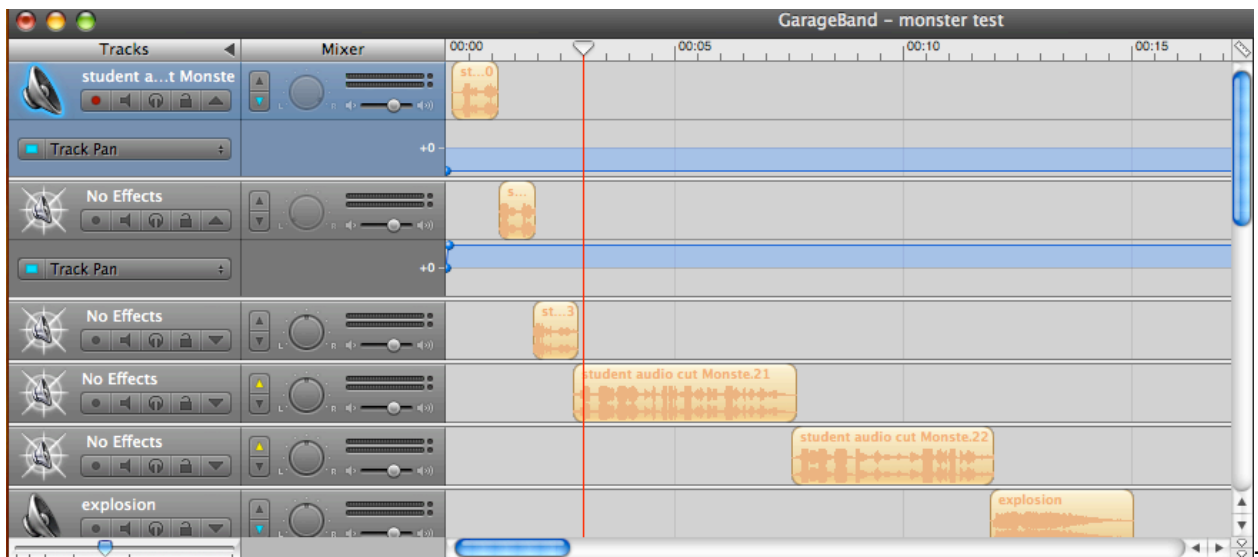 GarageBand – monster test
Tracks
Mixer
00:00
00:05
00:10
00:15
student a...t Monste
st...0
L
R
Track Pan
+0
No Effects
s...
L
R
Track Pan
+0
No Effects
st...3
L
R
No Effects
student audio cut Monste.21
L
R
No Effects
student audio cut Monste.22
L
R
explosion
explosion
L
R